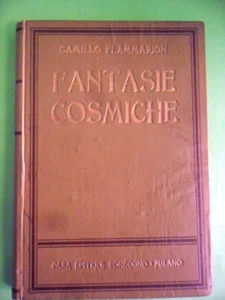 CAMILLO FLAMMARION
FANTASIE
COSMICHE
CASA EDITRICE SONZOGNO - MILANO